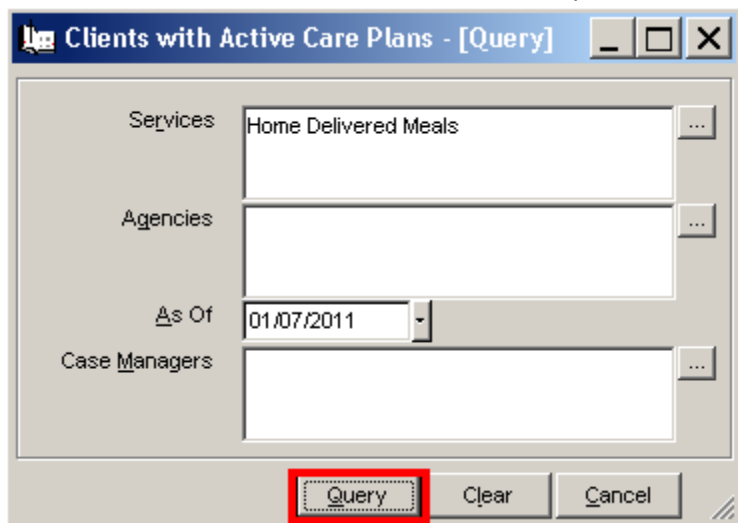 Clients with Active Care Plans - [Query]
Services
Home Delivered Meals
...
Agencies
...
As Of
01/07/2011
Case Managers
...
Query
Clear
Cancel